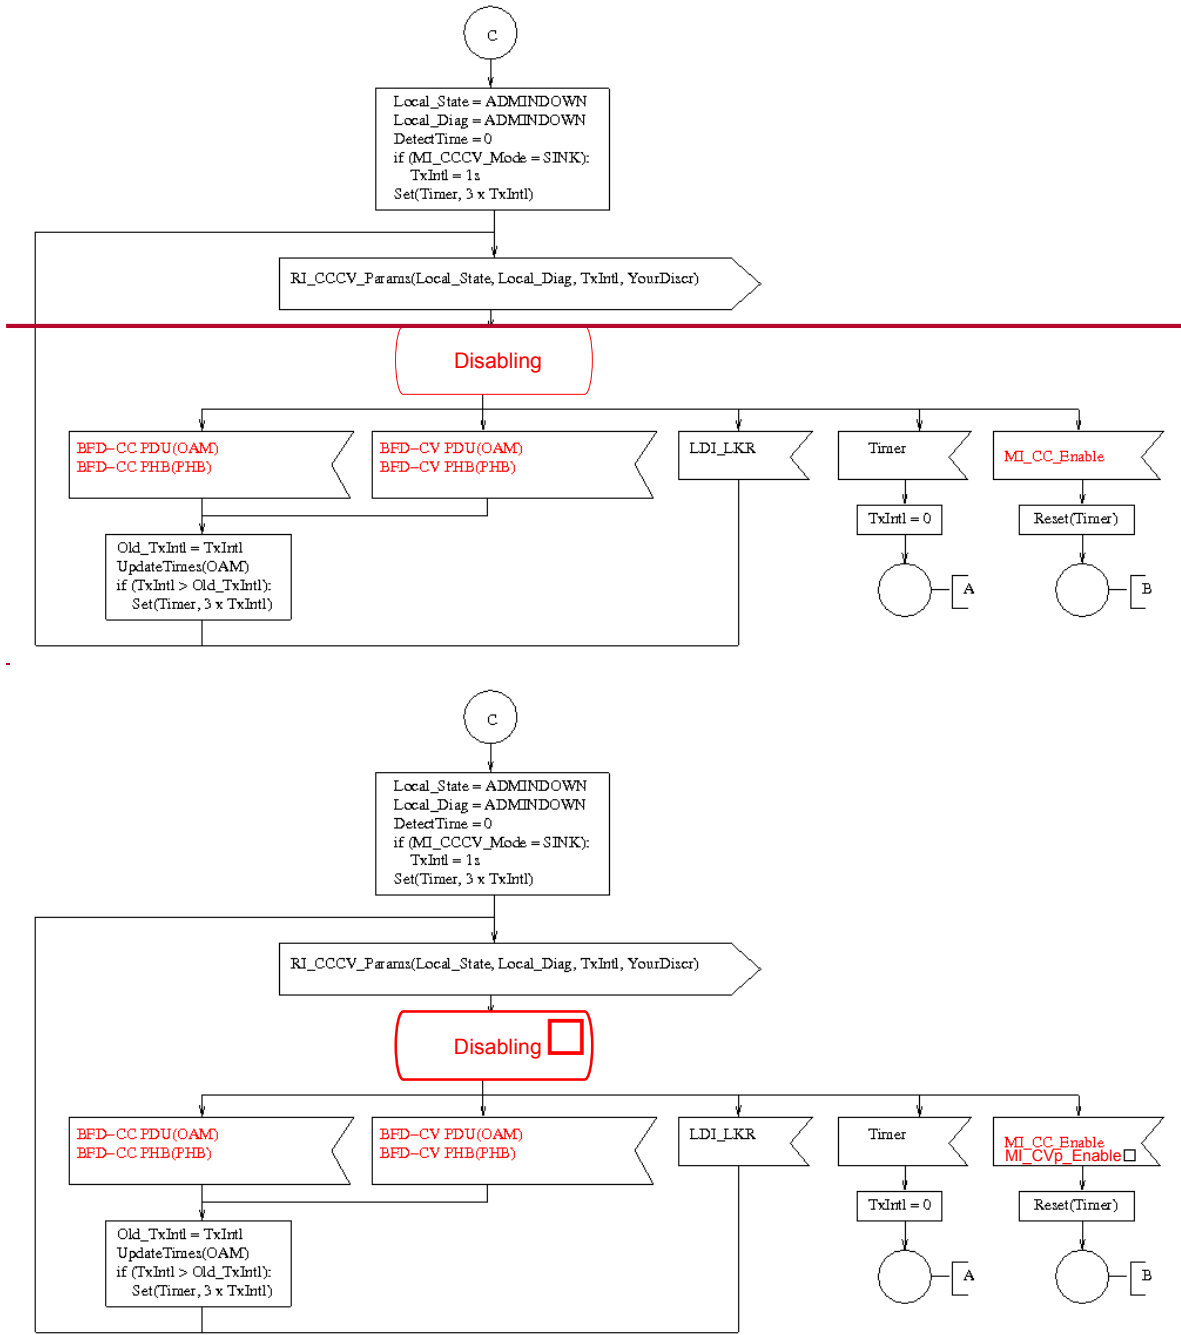 C
Local_State = ADMINDOWN
Local_Diag = ADMINDOWN
DetectTime = 0
if (MI_CCCV_Mode = SINK):
TxIntl = 1s
Set(Timer, 3 x TxIntl)
RI_CCCV_Params(Local_State, Local_Diag, TxIntl, YourDiscr)
Disabling
BFD-CC PDU(OAM)
BFD-CC PHB(PHB)
BFD-CV PDU(OAM)
BFD-CV PHB(PHB)
LDI_LKR
Timer
MI_CC_Enable
TxIntl = 0
Reset(Timer)
Old_TxIntl = TxIntl
UpdateTimes(OAM)
if (TxIntl > Old_TxIntl):
Set(Timer, 3 x TxIntl)
A
B
C
Local_State = ADMINDOWN
Local_Diag = ADMINDOWN
DetectTime = 0
if (MI_CCCV_Mode = SINK):
TxIntl = 1s
Set(Timer, 3 x TxIntl)
RI_CCCV_Params(Local_State, Local_Diag, TxIntl, YourDiscr)
Disabling
BFD-CC PDU(OAM)
BFD-CC PHB(PHB)
BFD-CV PDU(OAM)
BFD-CV PHB(PHB)
LDI_LKR
Timer
MI_CC_Enable
MI_CVp_Enable
TxIntl = 0
Reset(Timer)
Old_TxIntl = TxIntl
UpdateTimes(OAM)
if (TxIntl > Old_TxIntl):
Set(Timer, 3 x TxIntl)
A
B